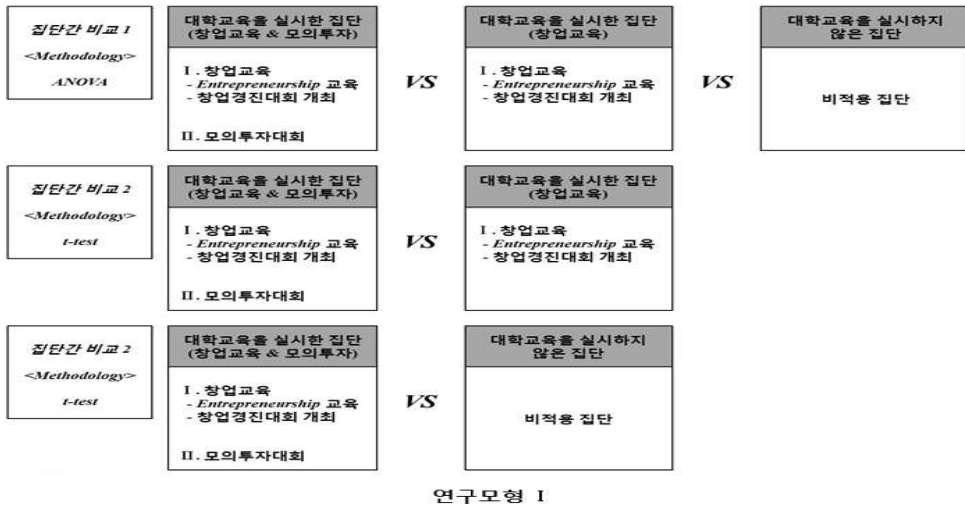 집단간 비교 1
<Methodology>
ANOVA
대학교육을 실시한 집단
(창업교육 & 모의투자)
Ⅰ. 창업교육
- Entrepreneurship 교육
- 창업경진대회 개최
Ⅱ. 모의투자대회
VS
대학교육을 실시한 집단
(창업교육)
Ⅰ. 창업교육
- Entrepreneurship 교육
- 창업경진대회 개최
VS
대학교육을 실시하지
않은 집단
비적용 집단
집단간 비교 2
<Methodology>
t-test
대학교육을 실시한 집단
(창업교육 & 모의투자)
Ⅰ. 창업교육
- Entrepreneurship 교육
- 창업경진대회 개최
Ⅱ. 모의투자대회
VS
대학교육을 실시한 집단
(창업교육)
Ⅰ. 창업교육
- Entrepreneurship 교육
- 창업경진대회 개최
집단간 비교 2
<Methodology>
t-test
대학교육을 실시한 집단
(창업교육 & 모의투자)
Ⅰ. 창업교육
- Entrepreneurship 교육
- 창업경진대회 개최
Ⅱ. 모의투자대회
VS
대학교육을 실시하지
않은 집단
비적용 집단
연구모형 Ⅰ